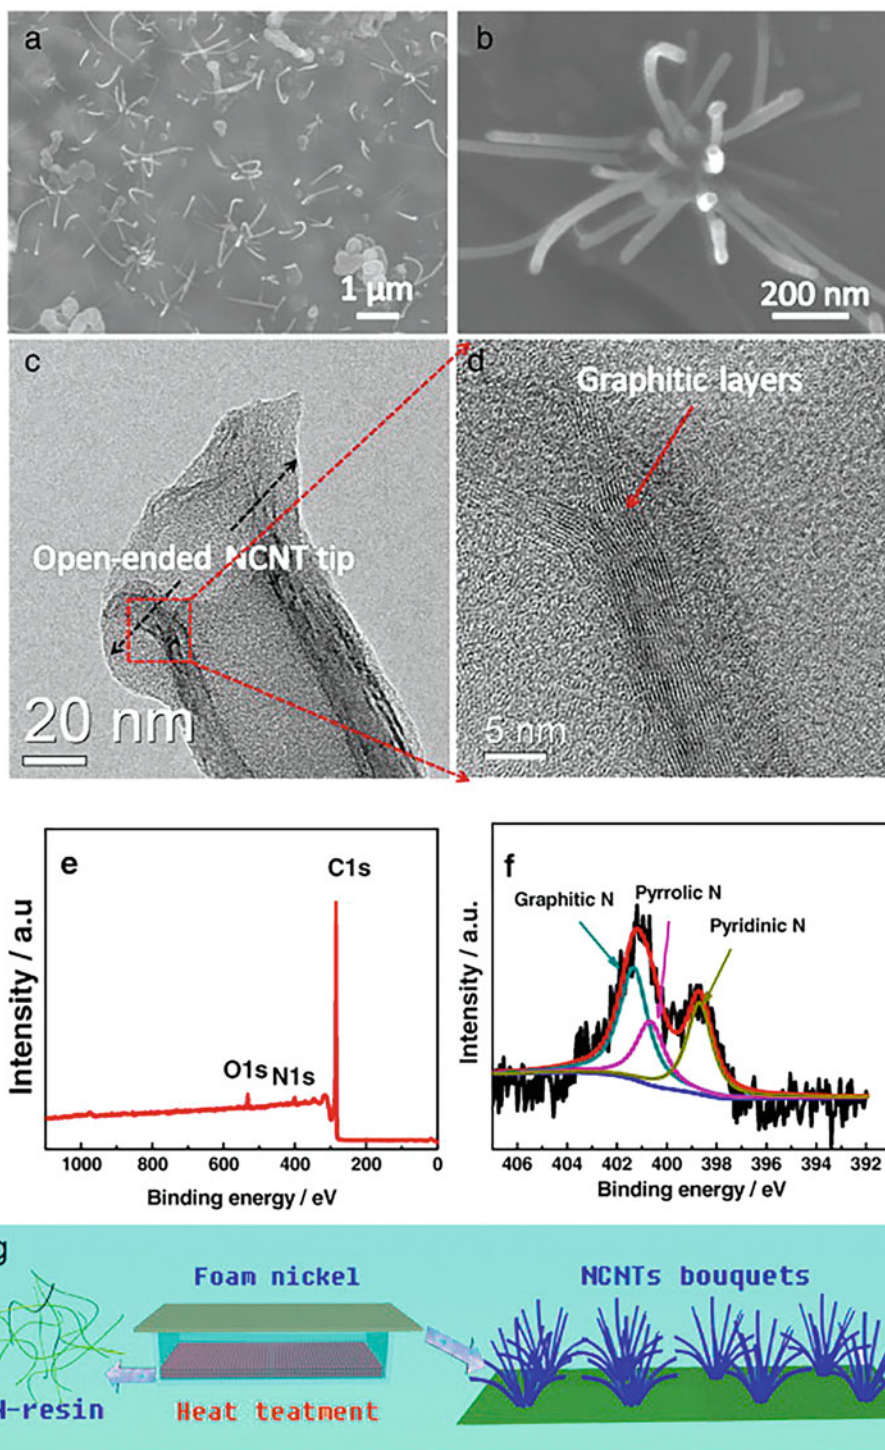 a
b
1 μm
200 nm
c
d
Graphitic layers
Open-ended NCNT tip
20 nm
5 nm
e
C1s
O1s N1s
Intensity / a.u
1000 800 600 400 200 0
Binding energy / eV
f
Graphitic N
Pyrrolic N
Pyridinic N
Intensity / a.u.
406 404 402 400 398 396 394 392
Binding energy / eV
g
Foam nickel
NCNTs bouquets
N-resin
Heat teatment